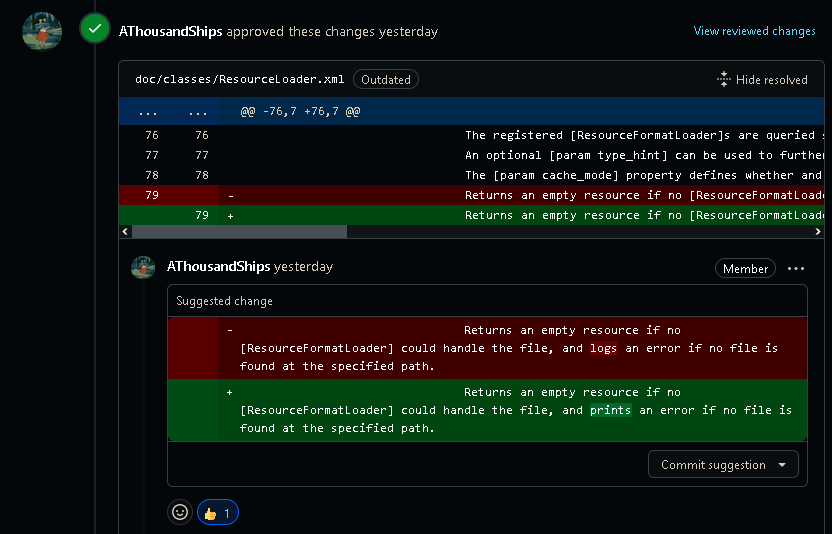 AThousandShips approved these changes yesterday
View reviewed changes
doc/classes/ResourceLoader.xml Outdated
Hide resolved
... ... @@ -76,7 +76,7 @@
76 76 The registered [ResourceFormatLoader]s are queried
77 77 An optional [param type_hint] can be used to further
78 78 The [param cache_mode] property defines whether and
79 - Returns an empty resource if no [ResourceFormatLoade
79 + Returns an empty resource if no [ResourceFormatLoade
AThousandShips yesterday
Member ...
Suggested change
- Returns an empty resource if no
[ResourceFormatLoader] could handle the file, and logs an error if no file is
found at the specified path.
+ Returns an empty resource if no
[ResourceFormatLoader] could handle the file, and prints an error if no file is
found at the specified path.
Commit suggestion
1